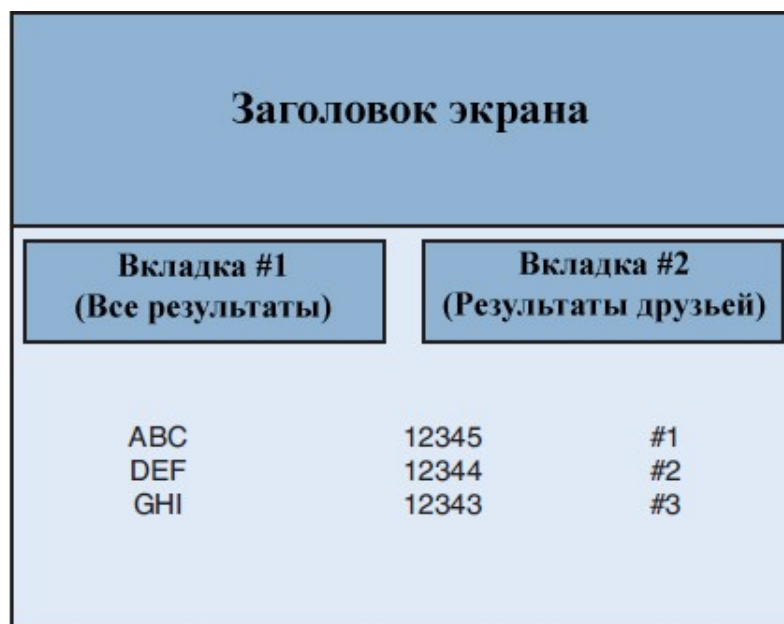 Заголовок экрана
Вкладка #1
(Все результаты)
Вкладка #2
(Результаты друзьей)
ABC 12345 #1
DEF 12344 #2
GHI 12343 #3